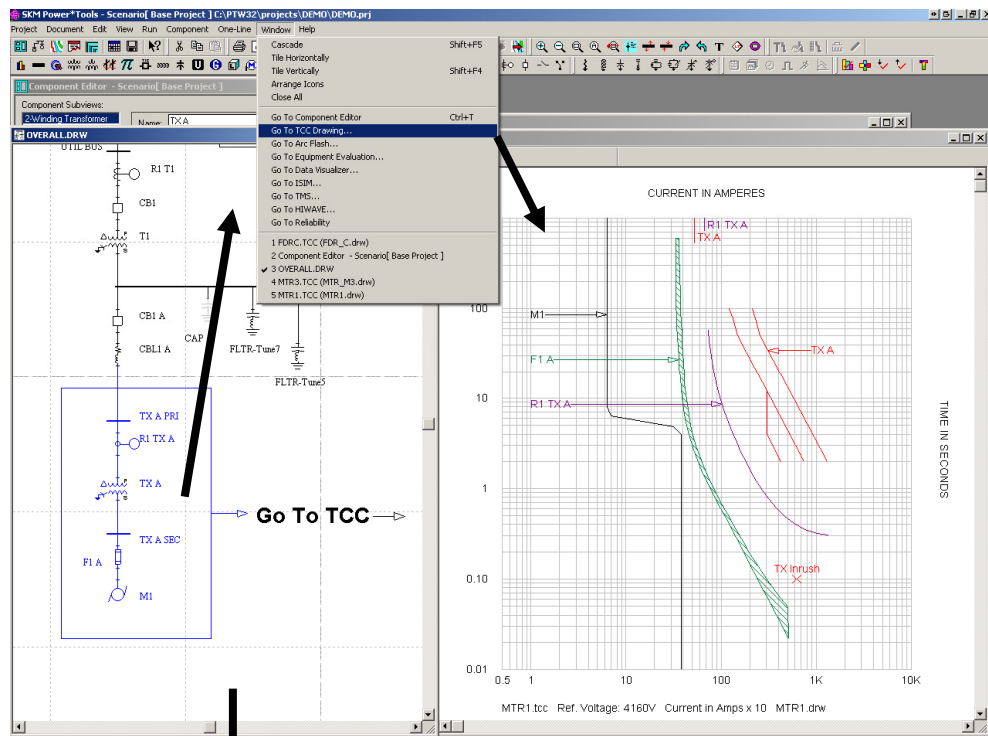 SKM Power*Tools - Scenario[ Base Project ] C:\PTW32\projects\DEMO\DEMO.prj
Project Document Edit View Run Component One-Line Window Help
Cascade Shift+F5
Tile Horizontally
Tile Vertically Shift+F4
Arrange Icons
Close All
Go To Component Editor Ctrl+T
Go To TCC Drawing...
Go To Arc Flash...
Go To Equipment Evaluation...
Go To Data Visualizer...
Go To ISIM...
Go To TMS...
Go To HIWAVE...
Go To Reliability
1 FDRC.TCC (FDR_C.drw)
2 Component Editor - Scenario[ Base Project ]
3 OVERALL.DRW
4 MTR3.TCC (MTR_M3.drw)
5 MTR1.TCC (MTR1.drw)
Component Editor - Scenario[ Base Project ]
Component Subviews:
2-Winding Transformer
Name: TX A
OVERALL.DRW
UTIL BUS
R1 T1
CB1
T1
CB1 A
CAP
CBL1 A
FLTR-Tune7
FLTR-Tune5
TX A PRI
R1 TX A
TX A
TX A SEC
F1 A
M1
Go To TCC
CURRENT IN AMPERES
R1 TX A
TX A
100
M1
TX A
F1 A
10
R1 TX A
TIME IN SECONDS
1
TX Inrush
0.10
0.01
0.5 1 10 100 1K 10K
MTR1.tcc Ref. Voltage: 4160V Current in Amps x 10 MTR1.drw